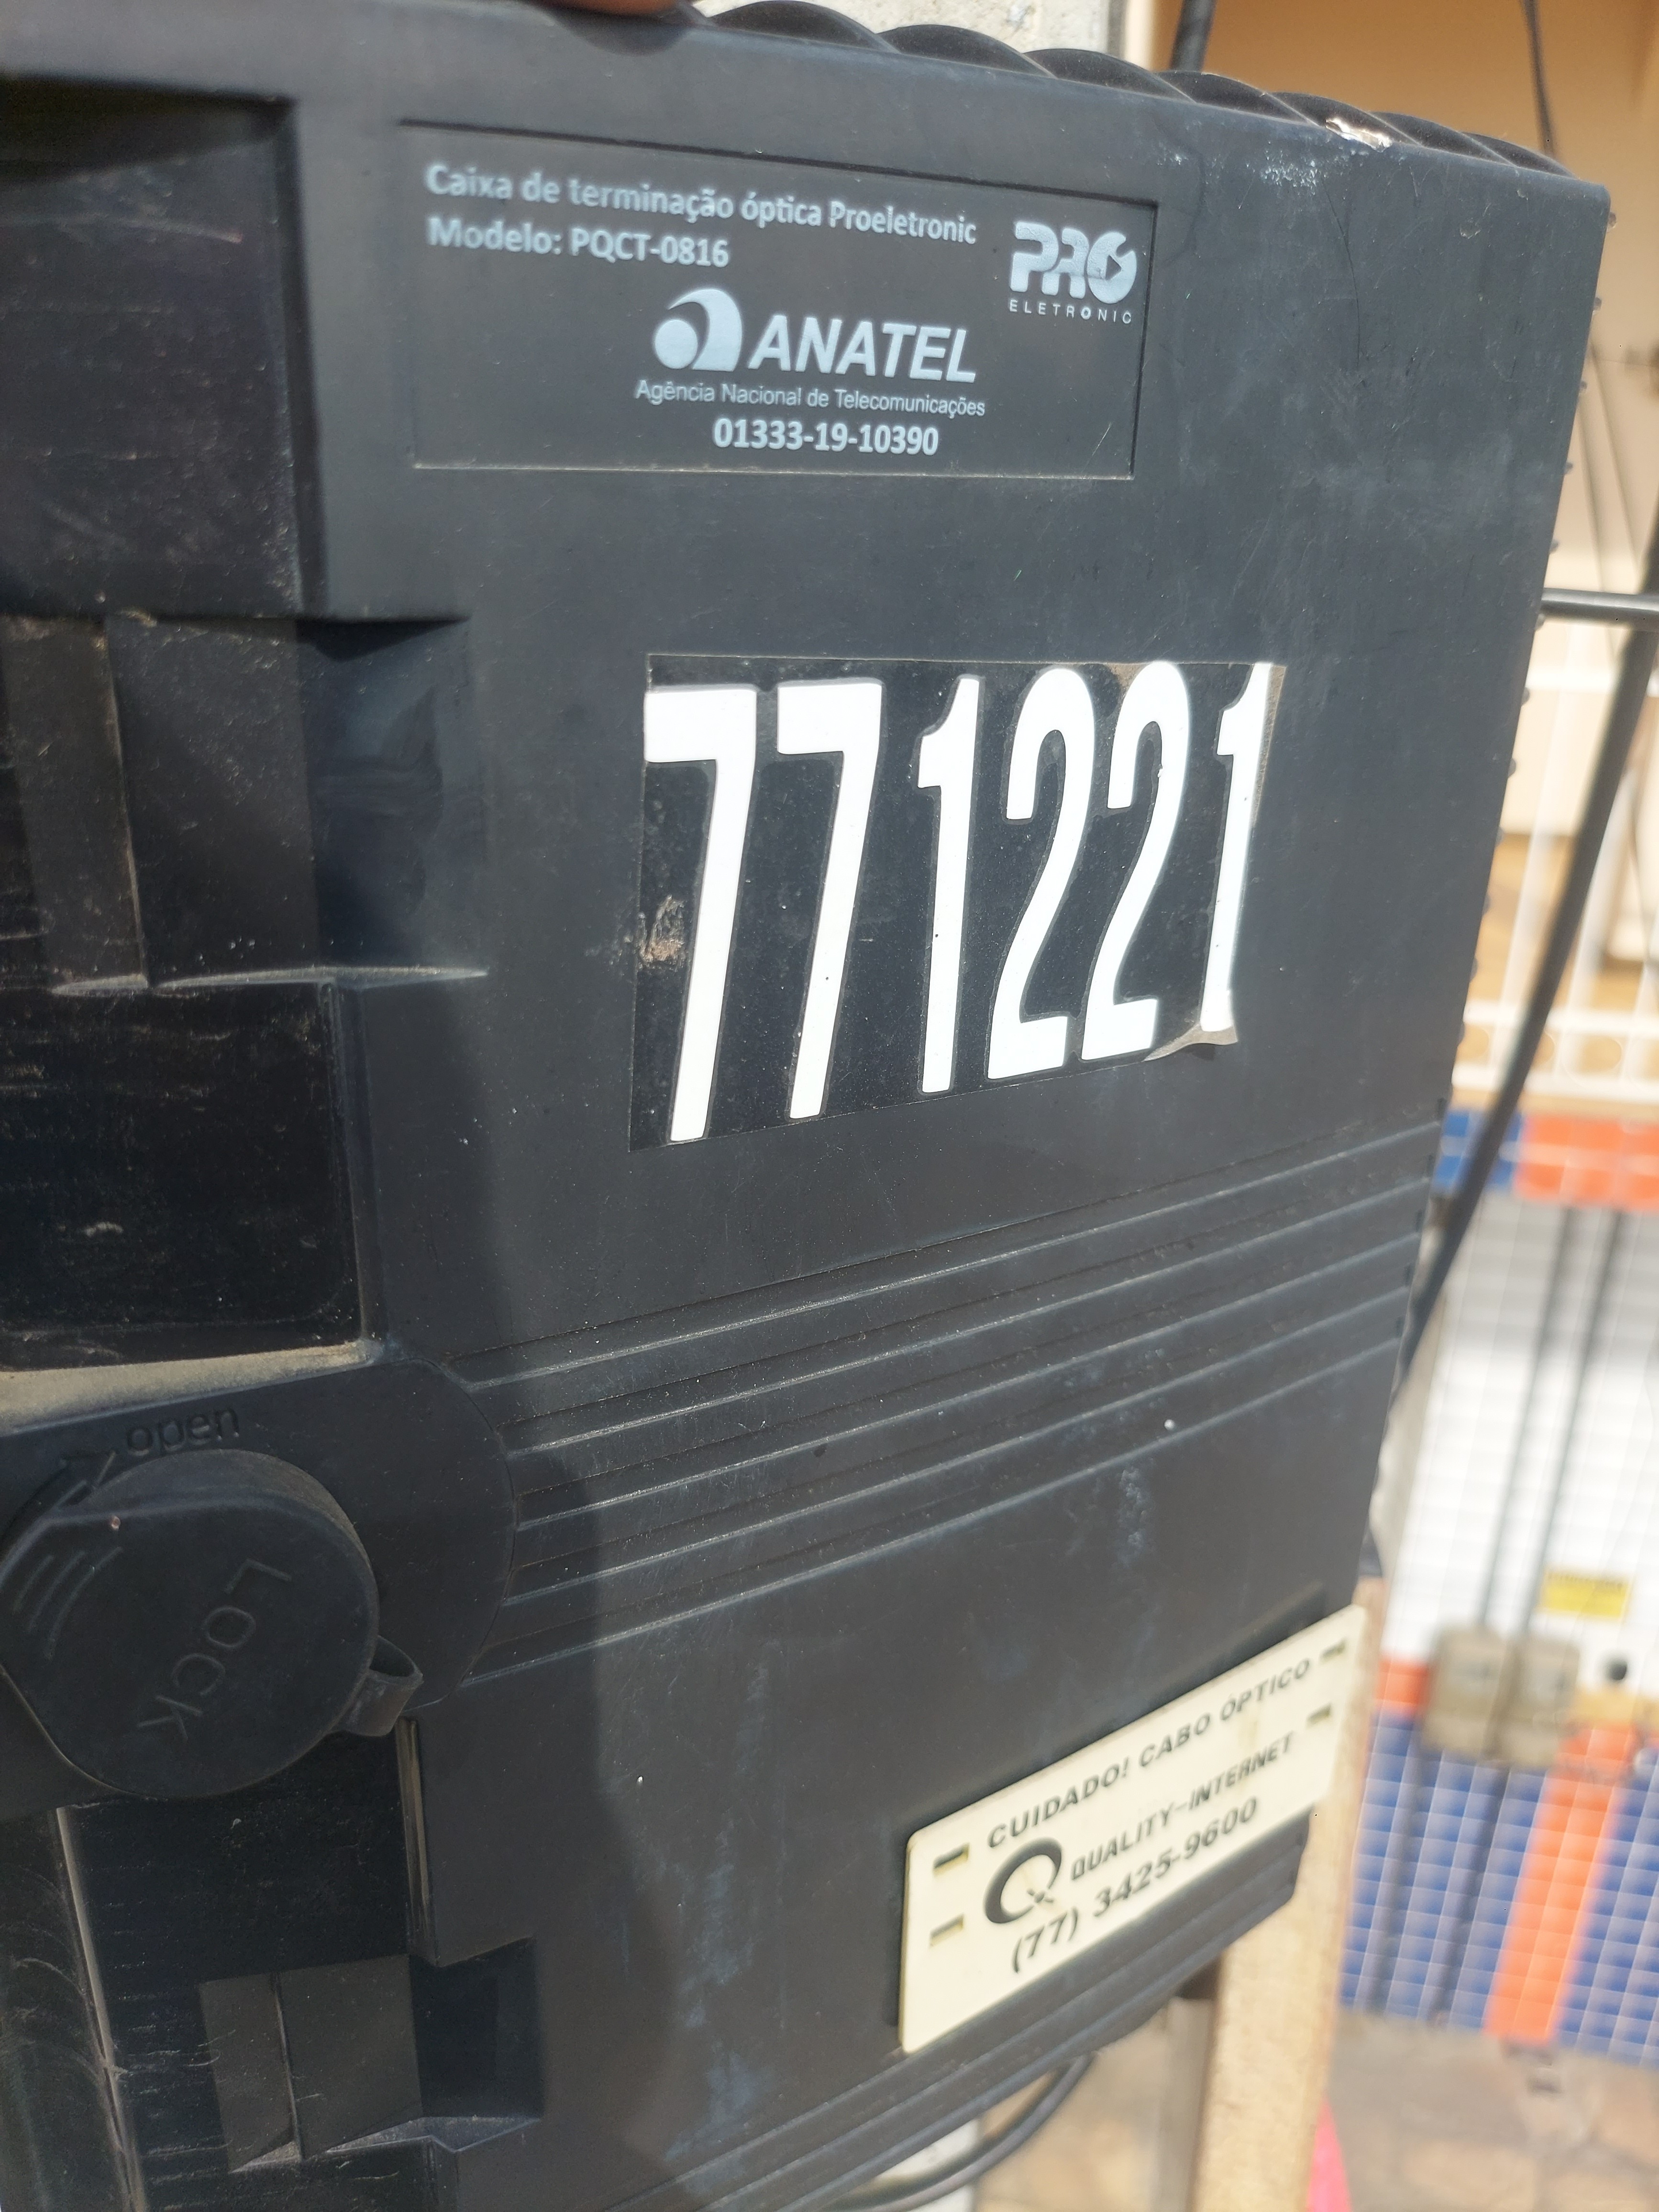 Caixa de terminação óptica Proeletronic
Modelo: PQCT-0816
PRO
ELETRONIC
ANATEL
Agência Nacional de Telecomunicações
01333-19-10390
771221
open
LOCK
CUIDADO! CABO ÓPTICO
Q QUALITY-INTERNET
(77) 3425-9600